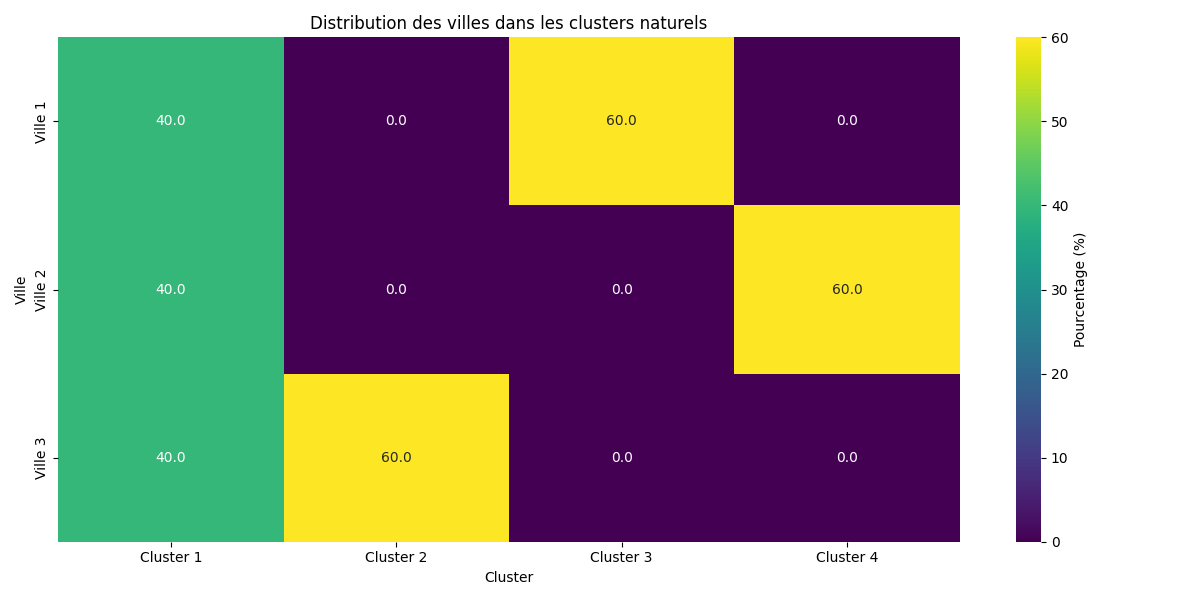 Distribution des villes dans les clusters naturels
Ville
Ville 1
40.0 0.0 60.0 0.0
Ville 2
40.0 0.0 0.0 60.0
Ville 3
40.0 60.0 0.0 0.0
Cluster 1 Cluster 2 Cluster 3 Cluster 4
Cluster
60
50
40
30
20
10
0
Pourcentage (%)